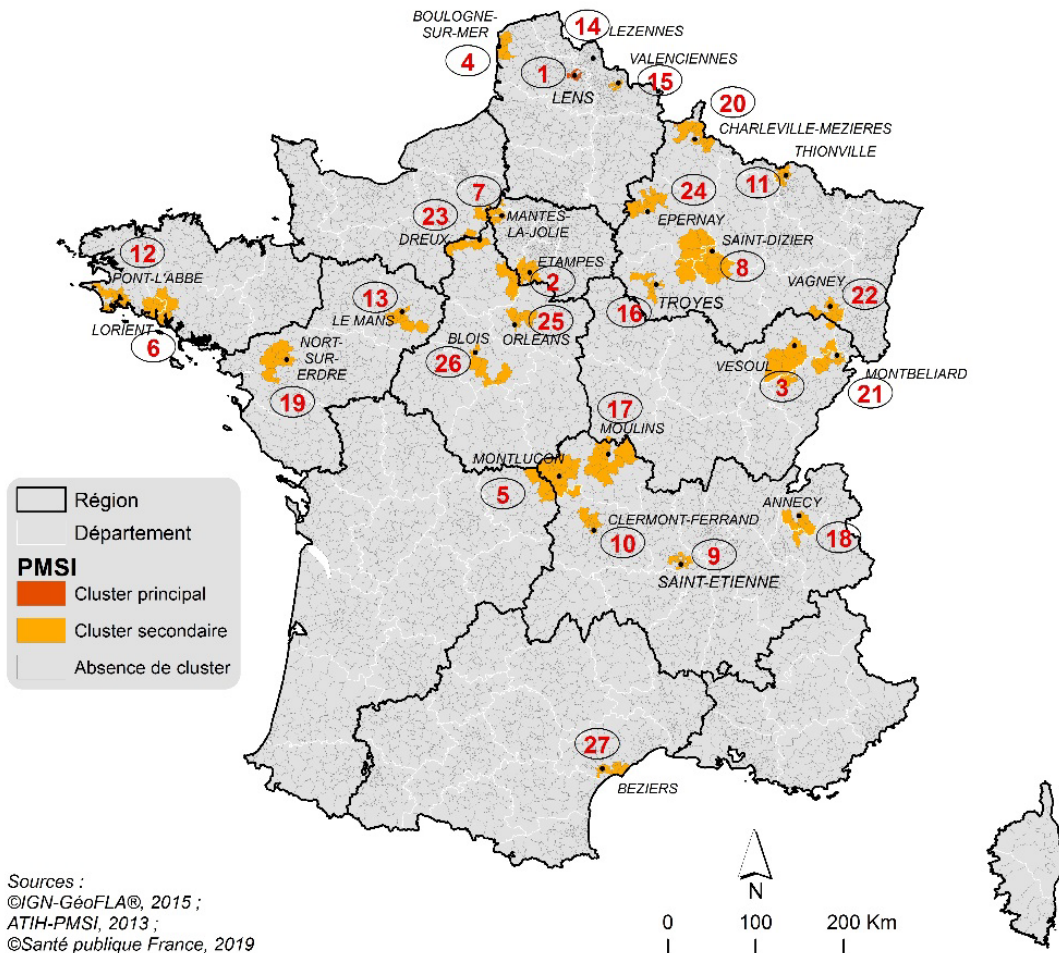 BOULOGNE-
SUR-MER
14
LEZENNES
4
1
VALENCIENNES
LENS
15
20
CHARLEVILLE-MEZIERES
THIONVILLE
7
24
11
23
MANTES-
LA-JOLIE
EPERNAY
DREUX
12
ETAMPES
SAINT-DIZIER
PONT-L'ABBE
2
8
VAGNEY
13
TROYES
22
LE MANS
16
LORIENT
25
ORLEANS
6
NORT-
SUR-
ERDRE
BLOIS
26
VESOUL
MONTBELIARD
3
21
19
17
MOULINS
MONTLUCON
5
ANNECY
CLERMONT-FERRAND
10
18
9
SAINT-ETIENNE
Région
Département
PMSI
Cluster principal
Cluster secondaire
Absence de cluster
27
BEZIERS
N
0 100 200 Km
Sources :
©IGN-GéoFLA®, 2015 ;
ATIH-PMSI, 2013 ;
©Santé publique France, 2019